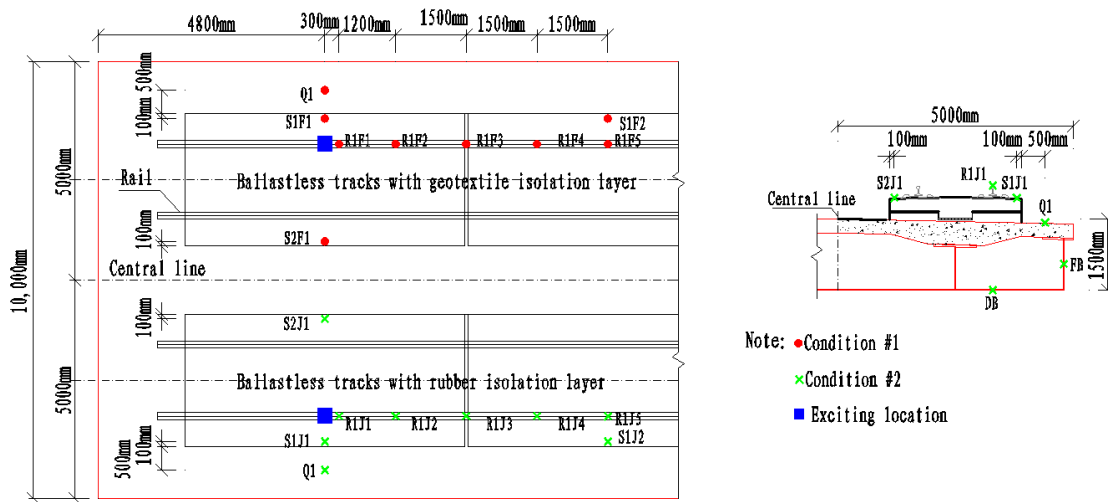 4800mm
300mm
1200mm
1500mm
1500mm
1500mm
500mm
Q1
100mm
S1F1
S1F2
R1F1
R1F2
R1F3
R1F4
R1F5
5000mm
Ballastless tracks with geotextile isolation layer
Rail
100mm
S2F1
Central line
10,000mm
100mm
S2J1
5000mm
Ballastless tracks with rubber isolation layer
R1J1
R1J2
R1J3
R1J4
R1J5
S1J1
S1J2
100mm
500mm
Q1
5000mm
100mm
100mm
500mm
R1J1
S2J1
S1J1
Central line
Q1
FB
1500mm
DB
Note:
Condition #1
Condition #2
Exciting location